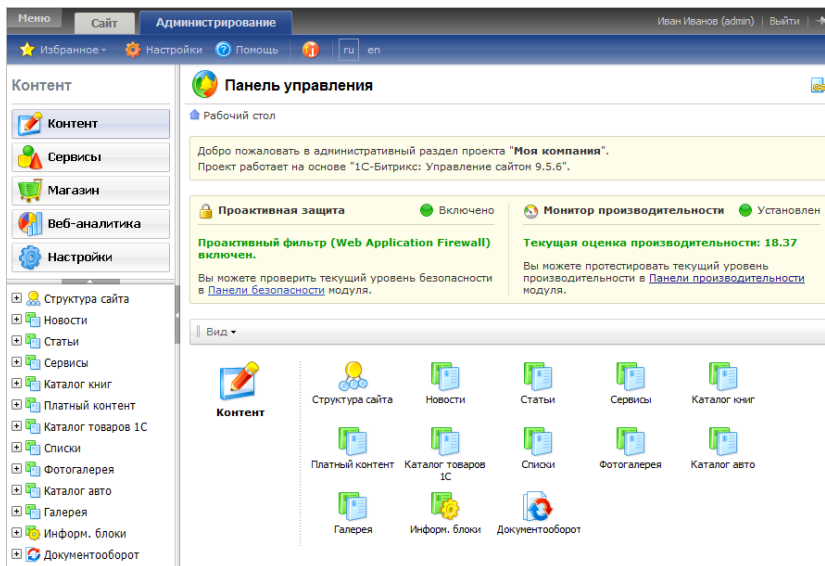 Меню
Сайт
Администрирование
Иван Иванов (admin)
Выйти
Избранное
Настройки
Помощь
ru
en
Контент
Контент
Сервисы
Магазин
Веб-аналитика
Настройки
Структура сайта
Новости
Статьи
Сервисы
Каталог книг
Платный контент
Каталог товаров 1С
Списки
Фотогалерея
Каталог авто
Галерея
Информ. блоки
Документооборот
Панель управления
Рабочий стол
Добро пожаловать в административный раздел проекта "Моя компания".
Проект работает на основе "1С-Битрикс: Управление сайтом 9.5.6".
Проактивная защита
Включено
Проактивный фильтр (Web Application Firewall)
включен.
Вы можете проверить текущий уровень безопасности
в Панели безопасности модуля.
Монитор производительности
Установлен
Текущая оценка производительности: 18.37
Вы можете протестировать текущий уровень
производительности в Панели производительности
модуля.
Вид
Контент
Структура сайта
Новости
Статьи
Сервисы
Каталог книг
Платный контент
Каталог товаров
1С
Списки
Фотогалерея
Каталог авто
Галерея
Информ. блоки
Документооборот